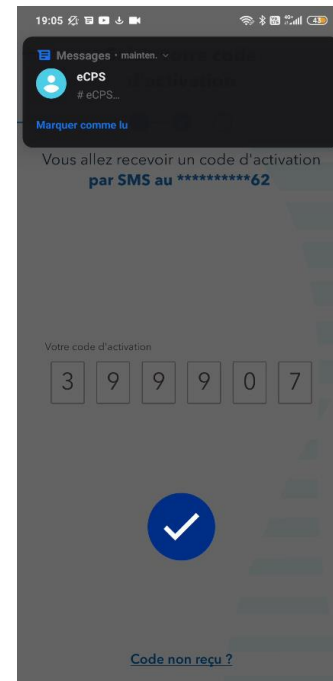 19:05
43
Messages · mainten.
eCPS
# eCPS...
Marquer comme lu
Vous allez recevoir un code d'activation
par SMS au **********62
Votre code d'activation
3 9 9 9 0 7
Code non reçu ?